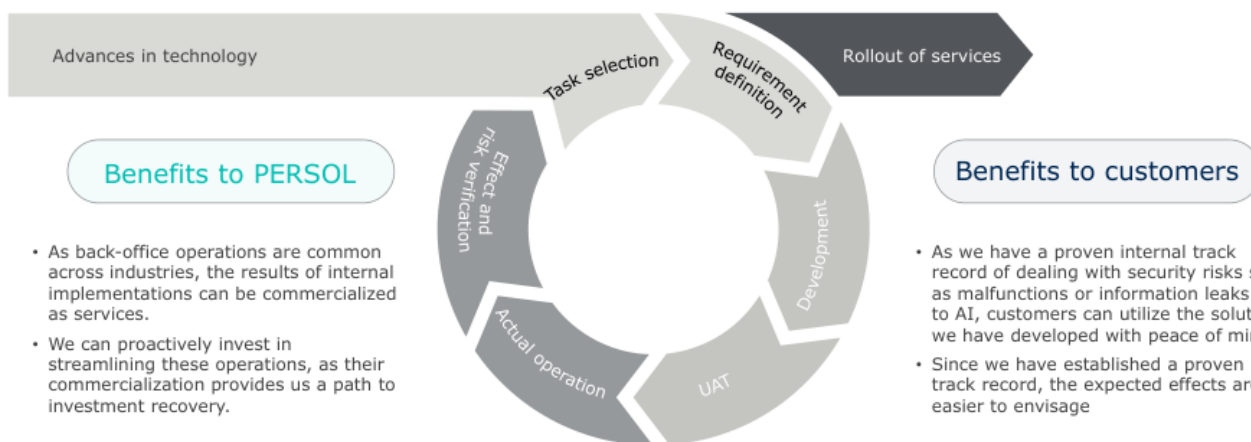 Advances in technology
Task selection
Requirement
definition
Rollout of services
Development
UAT
Actual operation
Effect and
risk verification
Benefits to PERSOL
• As back-office operations are common
across industries, the results of internal
implementations can be commercialized
as services.
• We can proactively invest in
streamlining these operations, as their
commercialization provides us a path to
investment recovery.
Benefits to customers
• As we have a proven internal track
record of dealing with security risks
as malfunctions or information leaks
to AI, customers can utilize the
we have developed with peace of
• Since we have established a proven
track record, the expected effects
easier to envisage